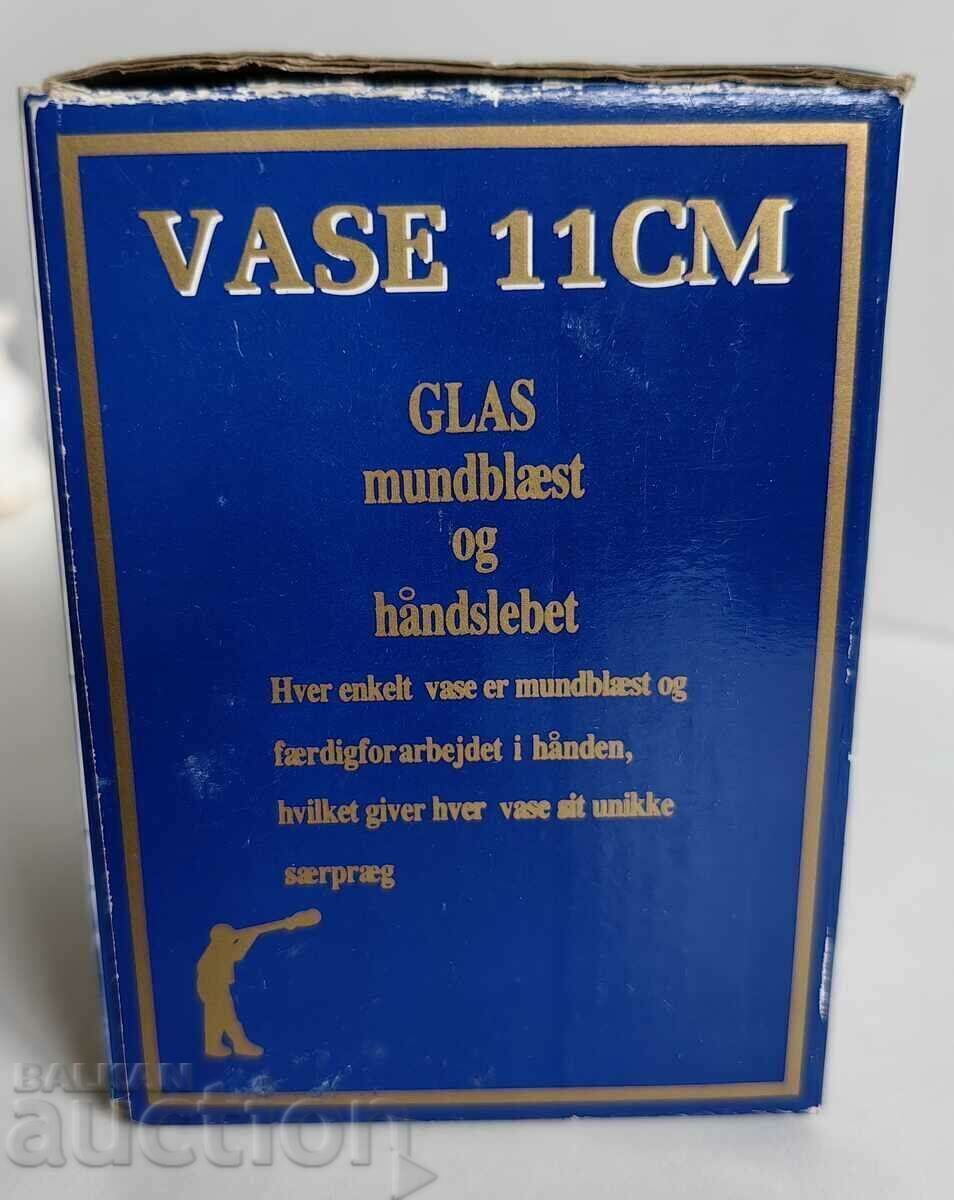 VASE 11CM
GLAS
mundblæst
og
håndslebet
Hver enkelt vase er mundblæst og
færdigforarbejdet i hånden,
hvilket giver hver vase sit unikke
særpræg
BALKAN
auction